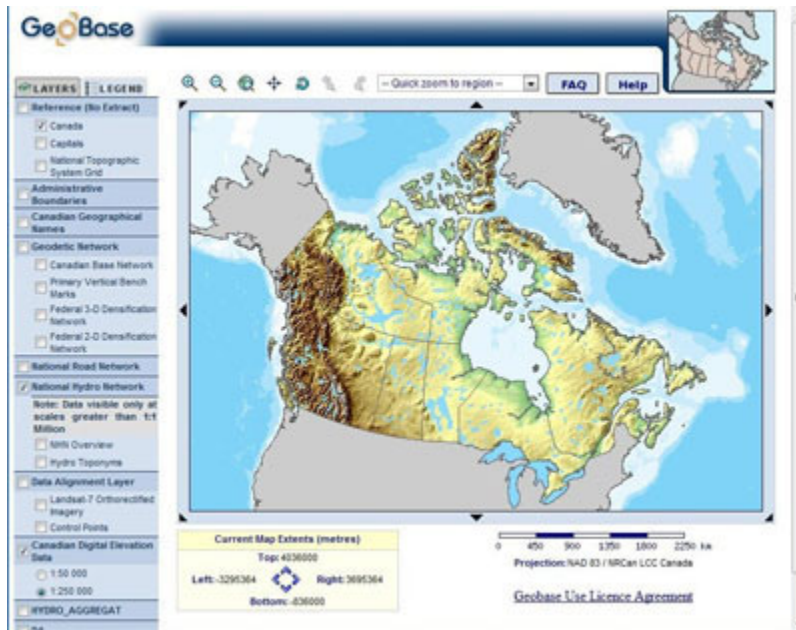 GeoBase
LAYERS LEGEND
-- Quick zoom to region --
FAQ
Help
Reference (No Extract)
Canada
Capitals
National Topographic
System Grid
Administrative
Boundaries
Canadian Geographical
Names
Geodetic Network
Canadian Base Network
Primary Vertical Bench
Marks
Federal 3-D Densification
Network
Federal 2-D Densification
Network
National Road Network
National Hydro Network
Note: Data visible only at
scales greater than 1:1
Million
NHN Overview
Hydro Toponyms
Data Alignment Layer
Landsat-7 Orthorectified
Imagery
Control Points
Canadian Digital Elevation
Data
1:50 000
1:250 000
HYDRO_AGGREGAT
Current Map Extents (metres)
Top: 4036000
Left: -3295364 Right: 3695364
Bottom: -836000
0 450 900 1350 1800 2250 km
Projection: NAD 83 / NRCan LCC Canada
Geobase Use Licence Agreement